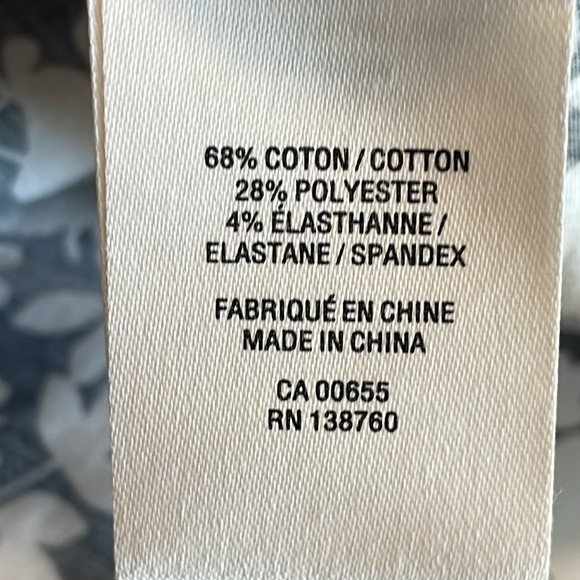 68% COTON / COTTON
28% POLYESTER
4% ÉLASTHANNE /
ELASTANE / SPANDEX
FABRIQUÉ EN CHINE
MADE IN CHINA
CA 00655
RN 138760